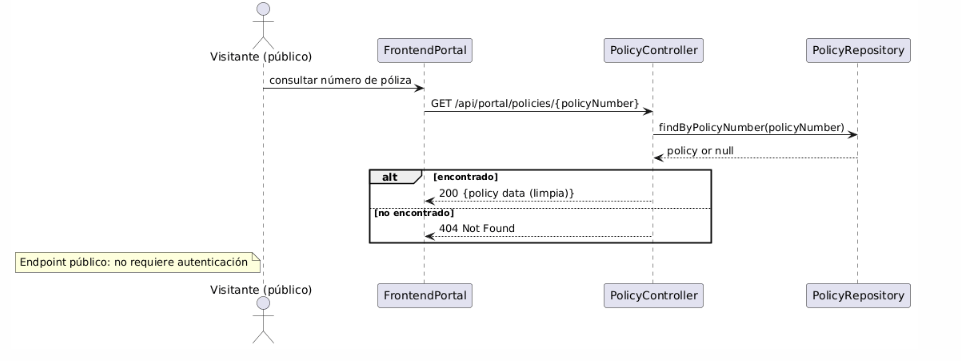 Visitante (público)
FrontendPortal
PolicyController
PolicyRepository
consultar número de póliza
GET /api/portal/policies/{policyNumber}
findByPolicyNumber(policyNumber)
policy or null
alt
[encontrado]
200 {policy data (limpia)}
[no encontrado]
404 Not Found
Endpoint público: no requiere autenticación
Visitante (público)
FrontendPortal
PolicyController
PolicyRepository